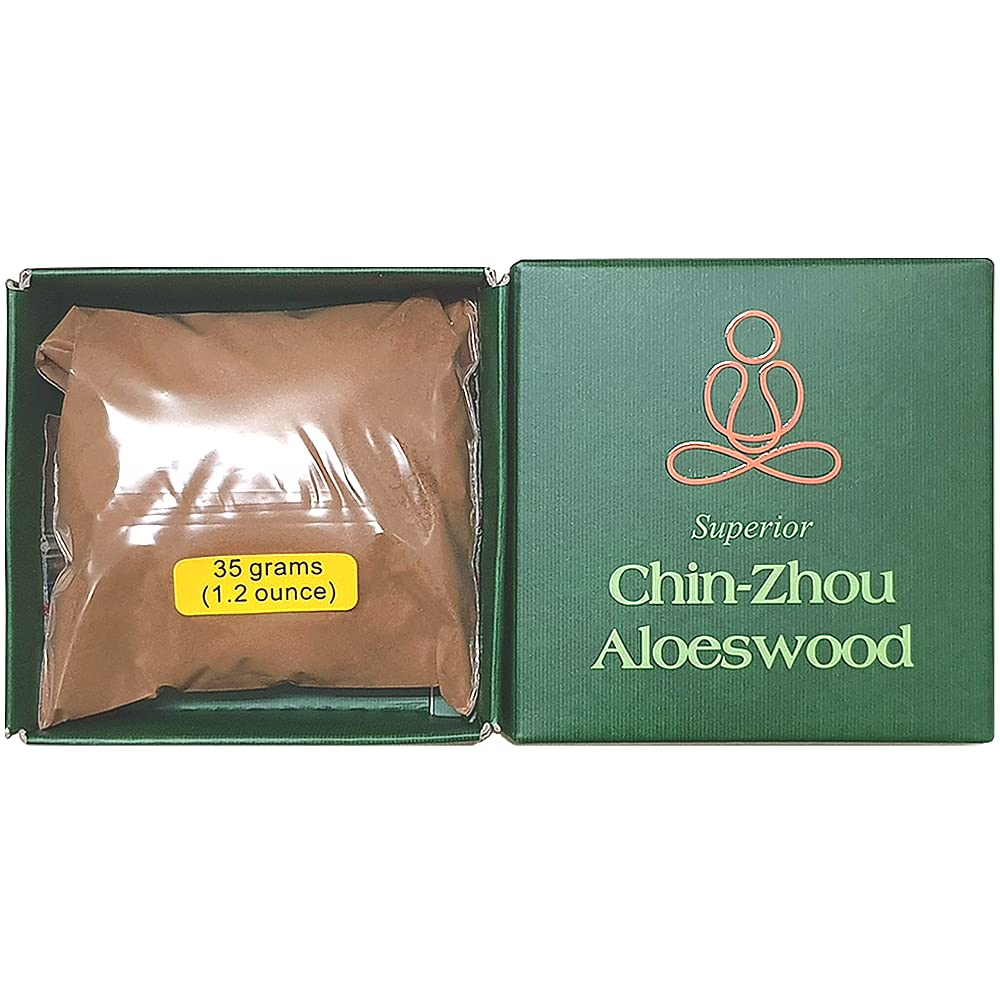 35 grams
(1.2 ounce)
Superior
Chin-Zhou
Aloeswood